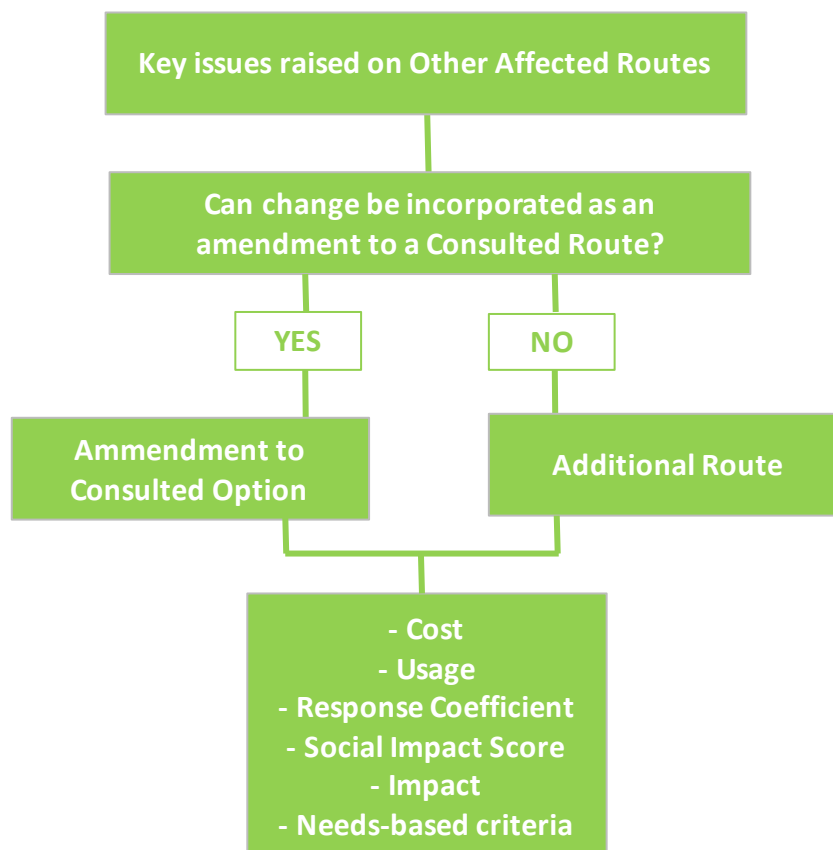 Key issues raised on Other Affected Routes
Can change be incorporated as an
amendment to a Consulted Route?
YES
NO
Ammendment to
Consulted Option
Additional Route
- Cost
- Usage
- Response Coefficient
- Social Impact Score
- Impact
- Needs-based criteria